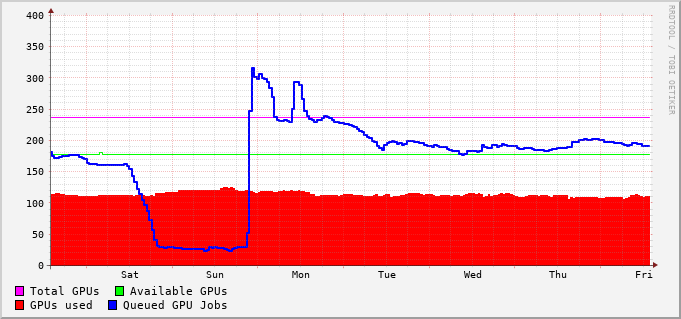 400
350
300
250
200
150
100
50
0
Sat Sun Mon Tue Wed Thu Fri
Total GPUs Available GPUs
GPUs used Queued GPU Jobs
RRDTOOL / TOBI OETIKER